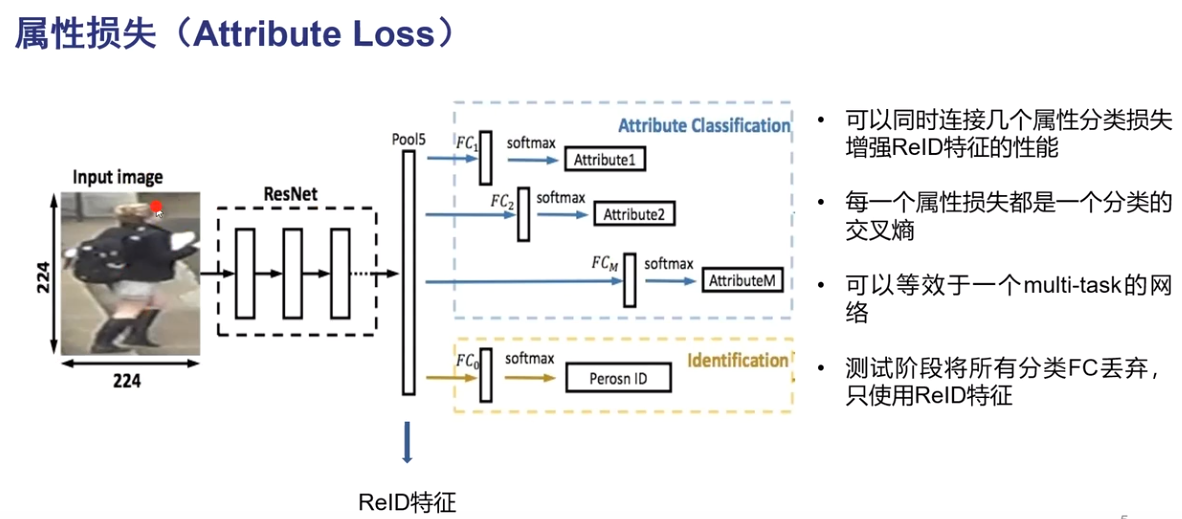 属性损失（Attribute Loss）
Input image
224
224
ResNet
Pool5
Attribute Classification
FC1
softmax
Attribute1
FC2
softmax
Attribute2
FCM
softmax
AttributeM
Identification
FC0
softmax
Perosn ID
ReID特征
• 可以同时连接几个属性分类损失
增强ReID特征的性能
• 每一个属性损失都是一个分类的
交叉熵
• 可以等效于一个multi-task的网
络
• 测试阶段将所有分类FC丢弃，
只使用ReID特征